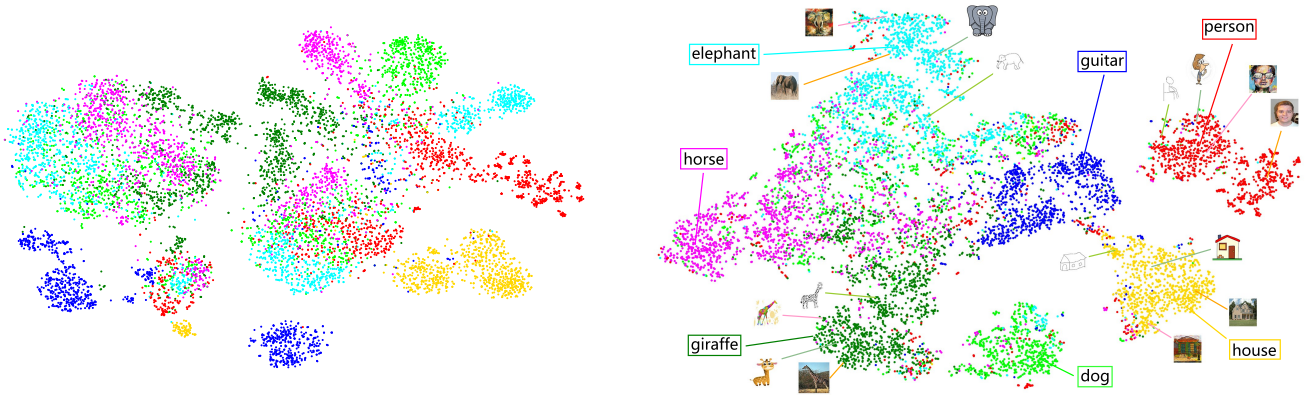 person
elephant
guitar
horse
giraffe
house
dog